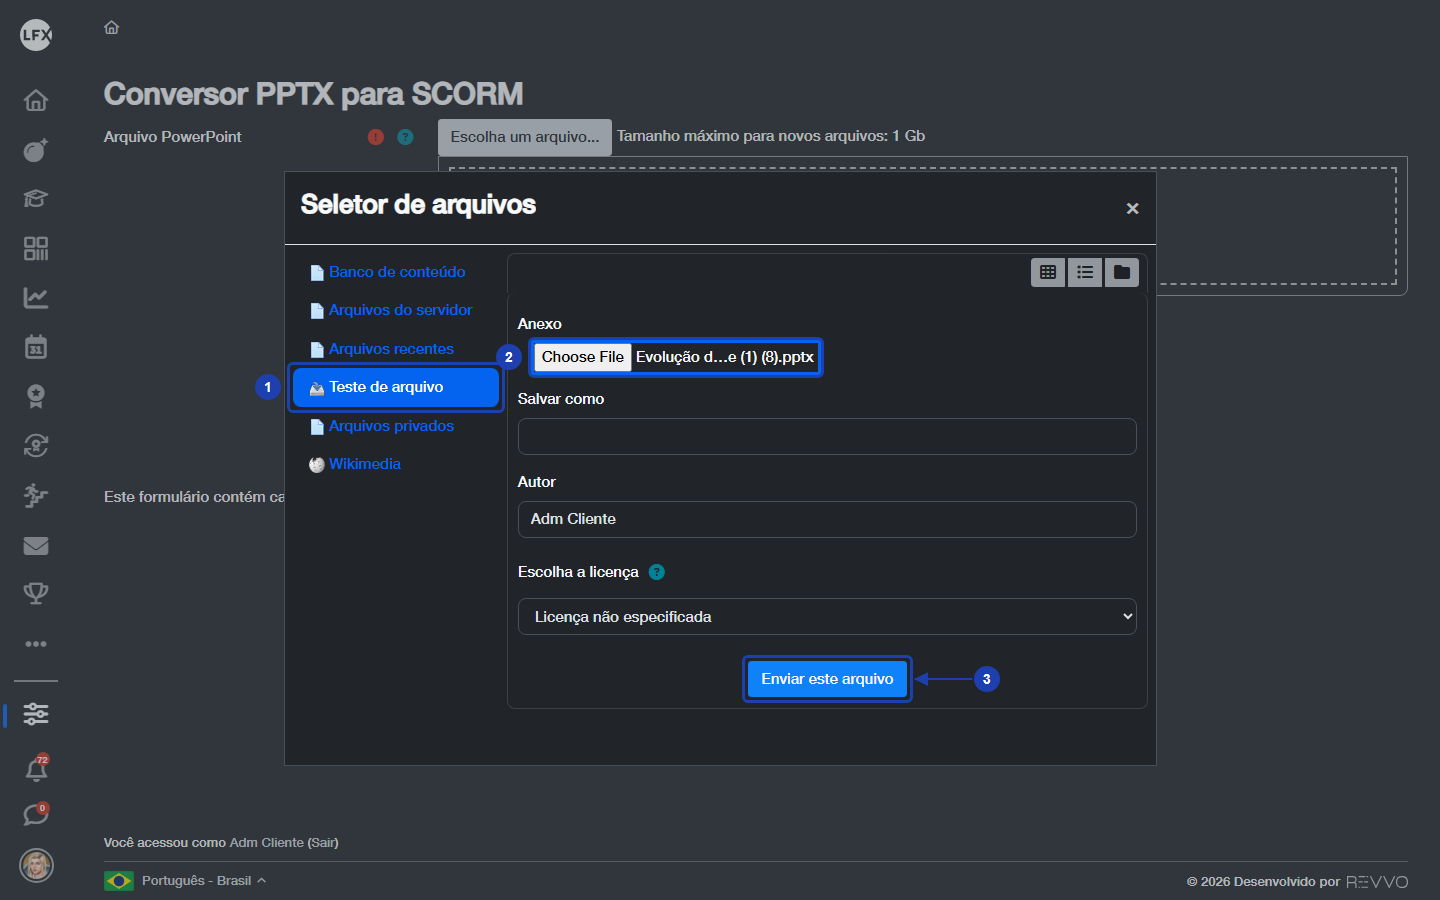 LFX
Conversor PPTX para SCORM
Arquivo PowerPoint
!
?
Escolha um arquivo...
Tamanho máximo para novos arquivos: 1 Gb
Seletor de arquivos
×
Banco de conteúdo
Arquivos do servidor
Arquivos recentes
1
Teste de arquivo
Arquivos privados
Wikimedia
Anexo
2
Choose File
Evolução d...e (1) (8).pptx
Salvar como
Autor
Adm Cliente
Escolha a licença
?
Licença não especificada
Enviar este arquivo
3
Este formulário contém ca
31
72
0
Você acessou como Adm Cliente (Sair)
Português - Brasil
© 2026 Desenvolvido por REVVO